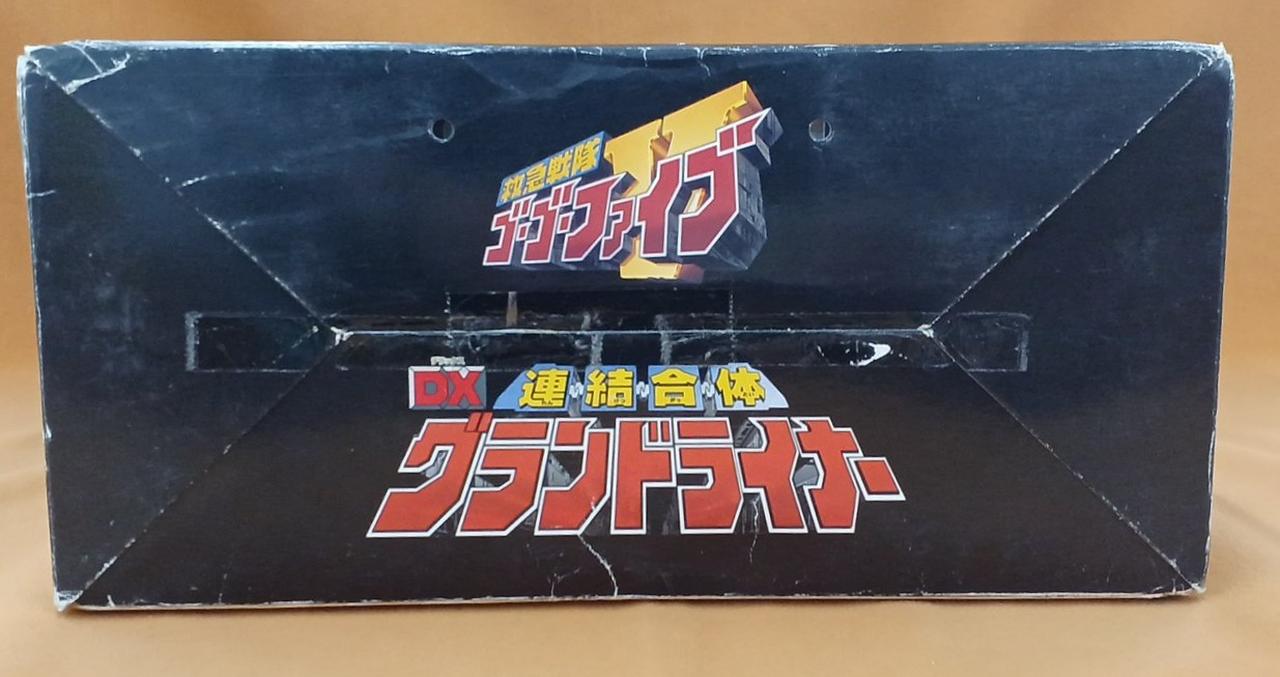 救急戦隊
ゴーゴーファイブ
V
DX 連結合体
グランドライナー